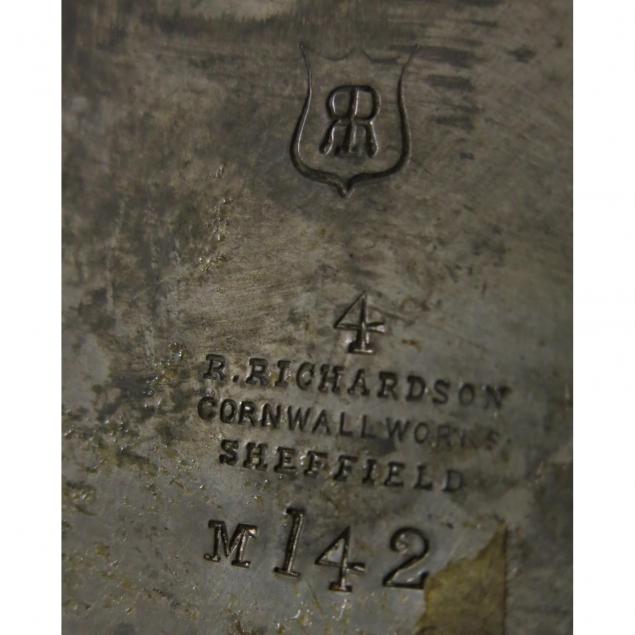 RR
4
R. RICHARDSON
CORNWALL WORKS
SHEFFIELD
M142